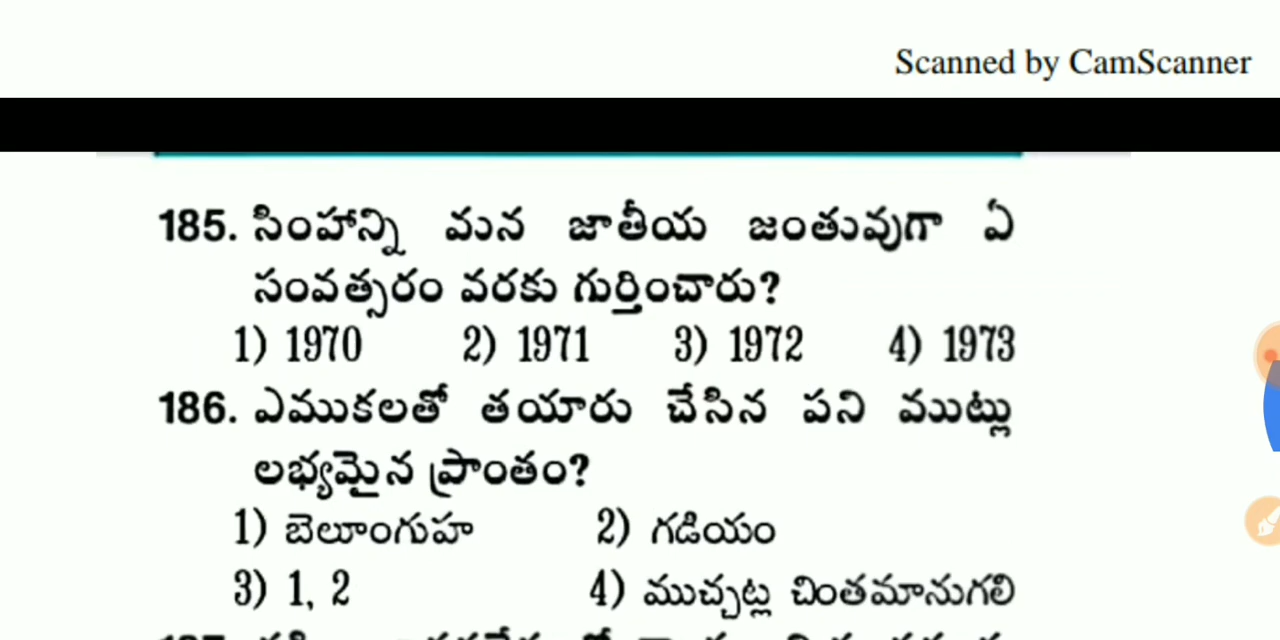 Scanned by CamScanner
185. సింహాన్ని మన జాతీయ జంతువుగా ఏ
సంవత్సరం వరకు గుర్తించారు?
1) 1970 2) 1971 3) 1972 4) 1973
186. ఎముకలతో తయారు చేసిన పని ముట్లు
లభ్యమైన ప్రాంతం?
1) బెలూంగుహ 2) గడియం
3) 1, 2 4) ముచ్చట్ల చింతమానుగలి